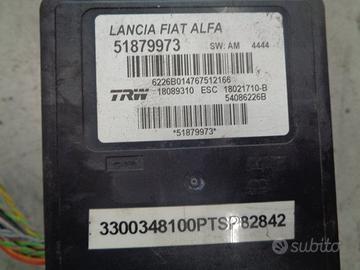 LANCIA FIAT ALFA
51879973 SW: AM 4444
6226B014767512166
TRW 18089310 ESC 18021710-B
54086226B
*51879973*
3300348100PTSP82842
subito